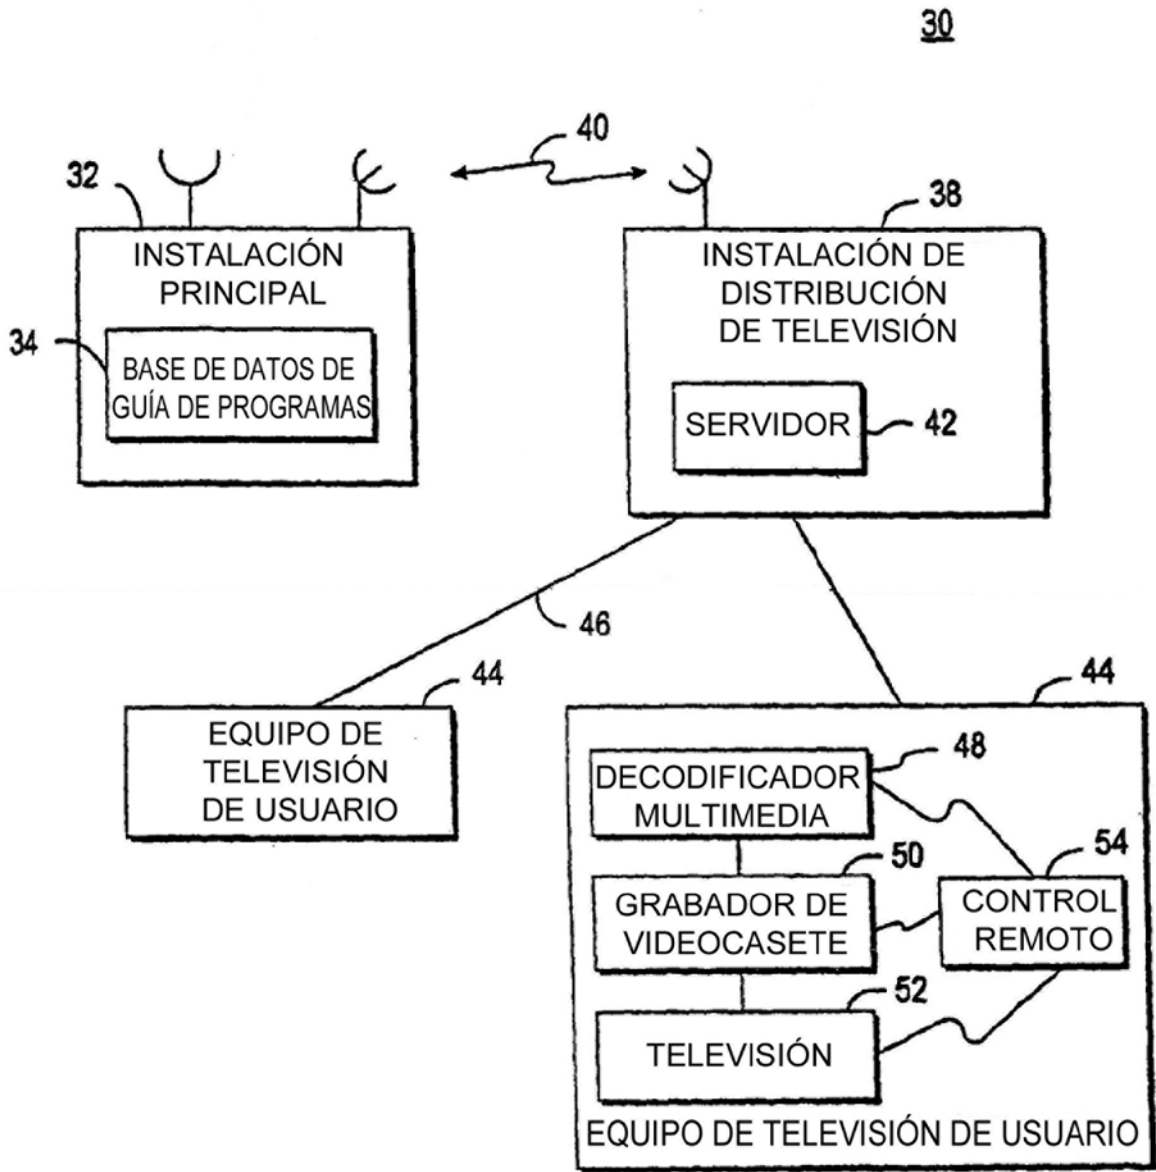 30
40
32
38
INSTALACIÓN
PRINCIPAL
INSTALACIÓN DE
DISTRIBUCIÓN
DE TELEVISIÓN
34
BASE DE DATOS DE
GUÍA DE PROGRAMAS
SERVIDOR
42
46
44
EQUIPO DE
TELEVISIÓN
DE USUARIO
44
DECODIFICADOR
MULTIMEDIA
48
50
GRABADOR DE
VIDEOCASETE
54
CONTROL
REMOTO
52
TELEVISIÓN
EQUIPO DE TELEVISIÓN DE USUARIO